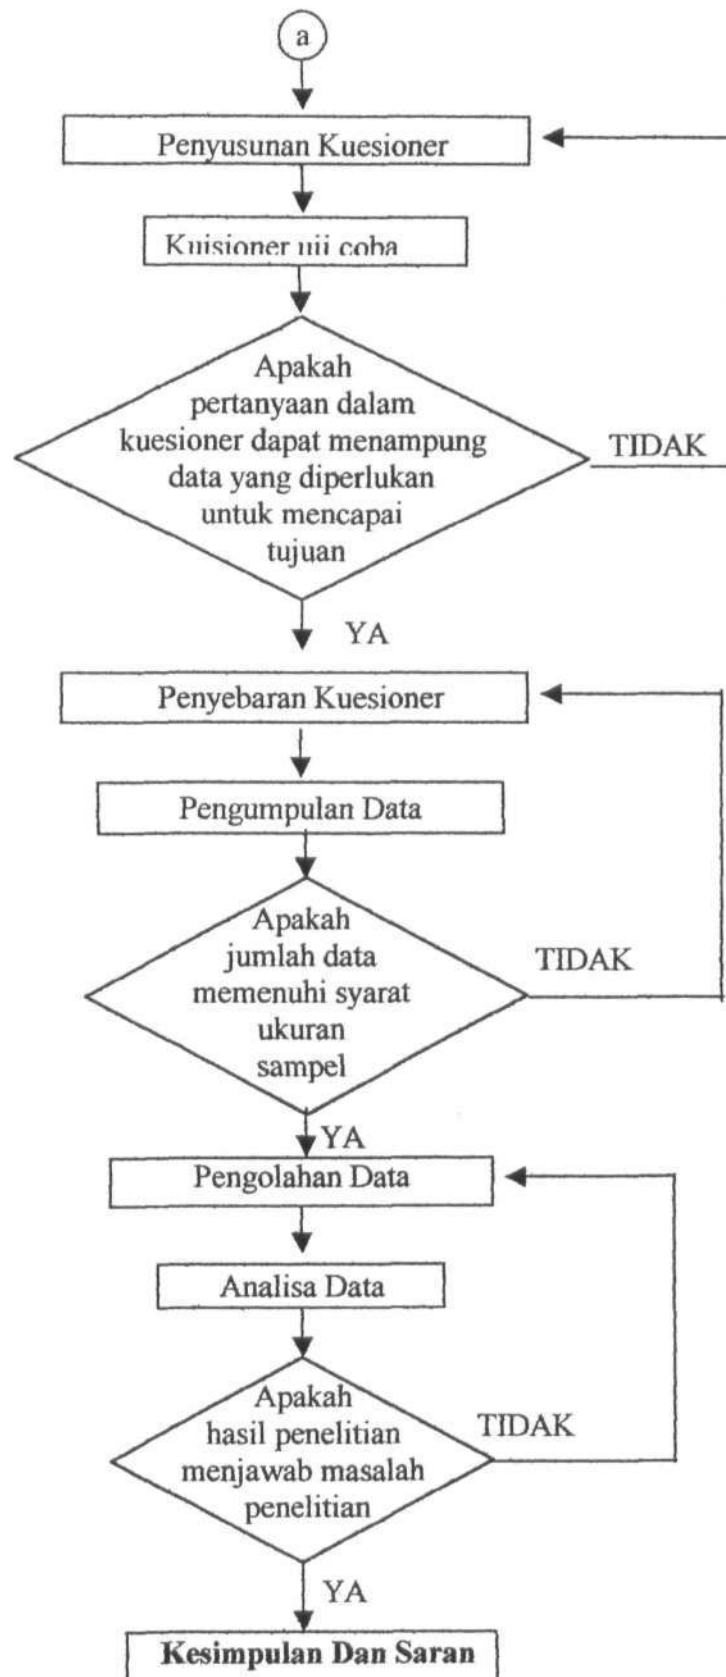 a
Penyusunan Kuesioner
Kuisioner uji coba
Apakah
pertanyaan dalam
kuesioner dapat menampung
data yang diperlukan
untuk mencapai
tujuan
TIDAK
YA
Penyebaran Kuesioner
Pengumpulan Data
Apakah
jumlah data
memenuhi syarat
ukuran
sampel
TIDAK
YA
Pengolahan Data
Analisa Data
Apakah
hasil penelitian
menjawab masalah
penelitian
TIDAK
YA
Kesimpulan Dan Saran